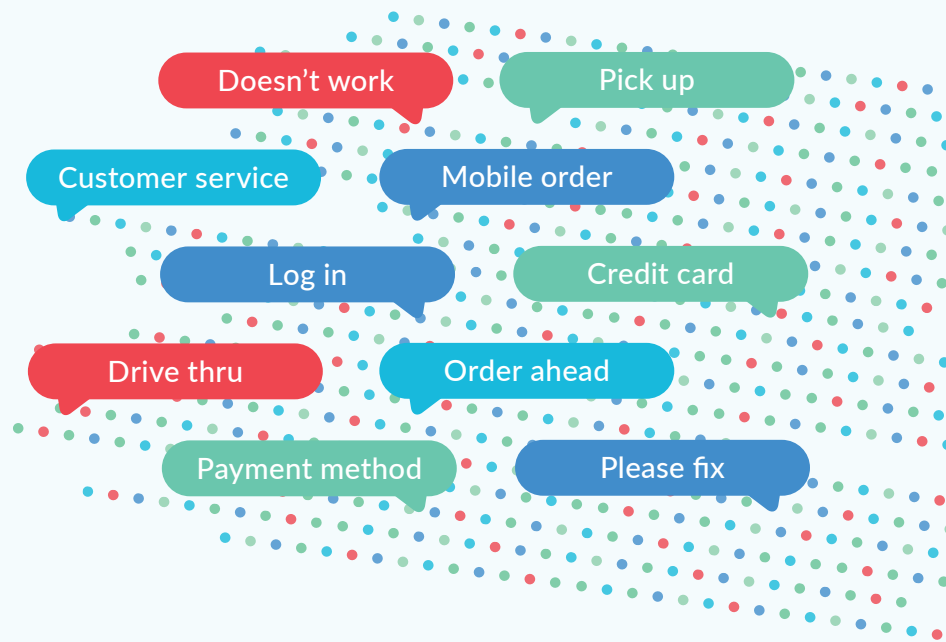 Doesn’t work
Pick up
Customer service
Mobile order
Log in
Credit card
Drive thru
Order ahead
Payment method
Please fix